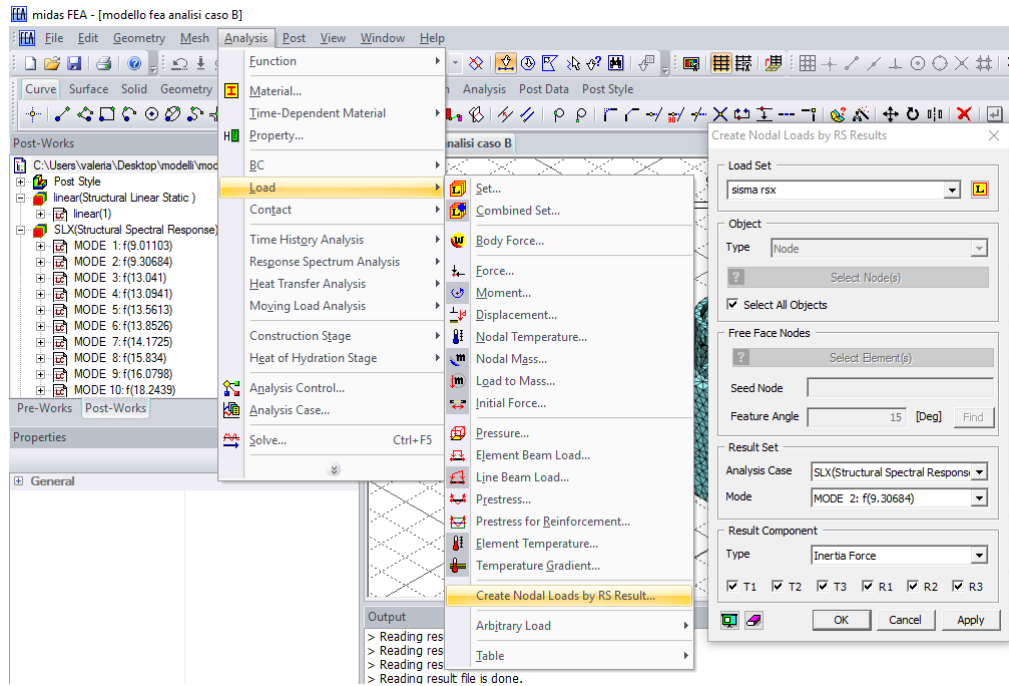 midas FEA - [modello fea analisi caso B]
File Edit Geometry Mesh Analysis Post View Window Help
Curve Surface Solid Geometry
Analysis Post Data Post Style
Function
Material...
Time-Dependent Material
Property...
BC
Load
Contact
Time History Analysis
Response Spectrum Analysis
Heat Transfer Analysis
Moving Load Analysis
Construction Stage
Heat of Hydration Stage
Analysis Control...
Analysis Case...
Solve... Ctrl+F5
Post-Works
C:\Users\valeria\Desktop\modelli\mod
Post Style
linear(Structural Linear Static )
linear(1)
SLX(Structural Spectral Response)
MODE 1:f(9.01103)
MODE 2:f(9.30684)
MODE 3:f(13.041)
MODE 4:f(13.0941)
MODE 5:f(13.5613)
MODE 6:f(13.8526)
MODE 7:f(14.1725)
MODE 8:f(15.834)
MODE 9:f(16.0798)
MODE 10:f(18.2439)
Pre-Works Post-Works
Properties
General
nalisi caso B
Set...
Combined Set...
Body Force...
Force...
Moment...
Displacement...
Nodal Temperature...
Nodal Mass...
Load to Mass...
Initial Force...
Pressure...
Element Beam Load...
Line Beam Load...
Prestress...
Prestress for Reinforcement...
Element Temperature...
Temperature Gradient...
Create Nodal Loads by RS Result...
Arbitrary Load
Table
Output
> Reading res
> Reading res
> Reading res
> Reading result file is done.
Create Nodal Loads by RS Results
Load Set
sisma rsx
Object
Type Node
Select Node(s)
Select All Objects
Free Face Nodes
Select Element(s)
Seed Node
Feature Angle 15 [Deg] Find
Result Set
Analysis Case SLX(Structural Spectral Respons
Mode MODE 2: f(9.30684)
Result Component
Type Inertia Force
T1 T2 T3 R1 R2 R3
OK Cancel Apply